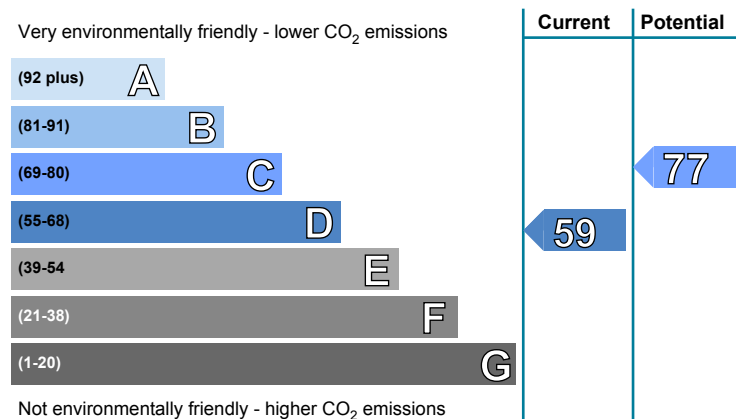 Very environmentally friendly - lower CO₂ emissions
Current
Potential
(92 plus) A
(81-91) B
(69-80) C
77
(55-68) D
59
(39-54 E
(21-38) F
(1-20) G
Not environmentally friendly - higher CO₂ emissions